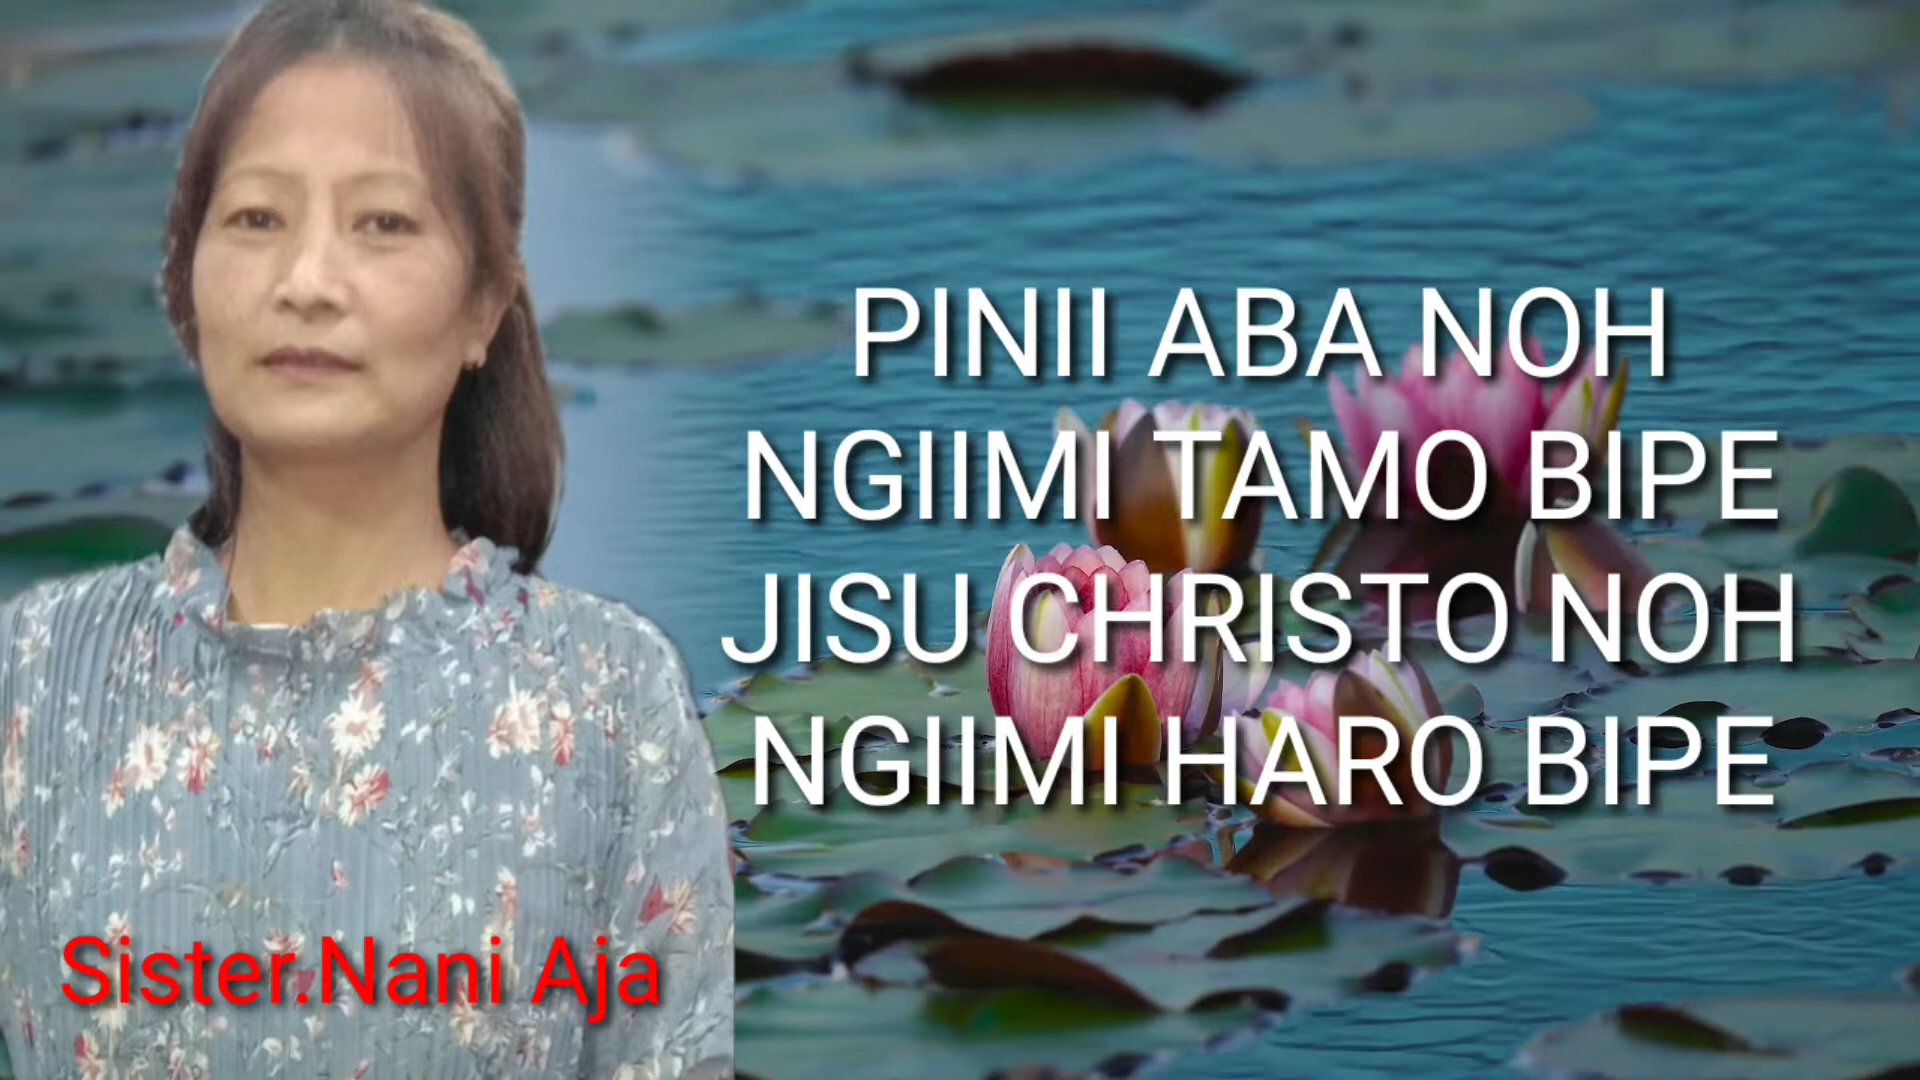 PINII ABA NOH
NGIIMI TAMO BIPE
JISU CHRISTO NOH
NGIIMI HARO BIPE
Sister.Nani Aja